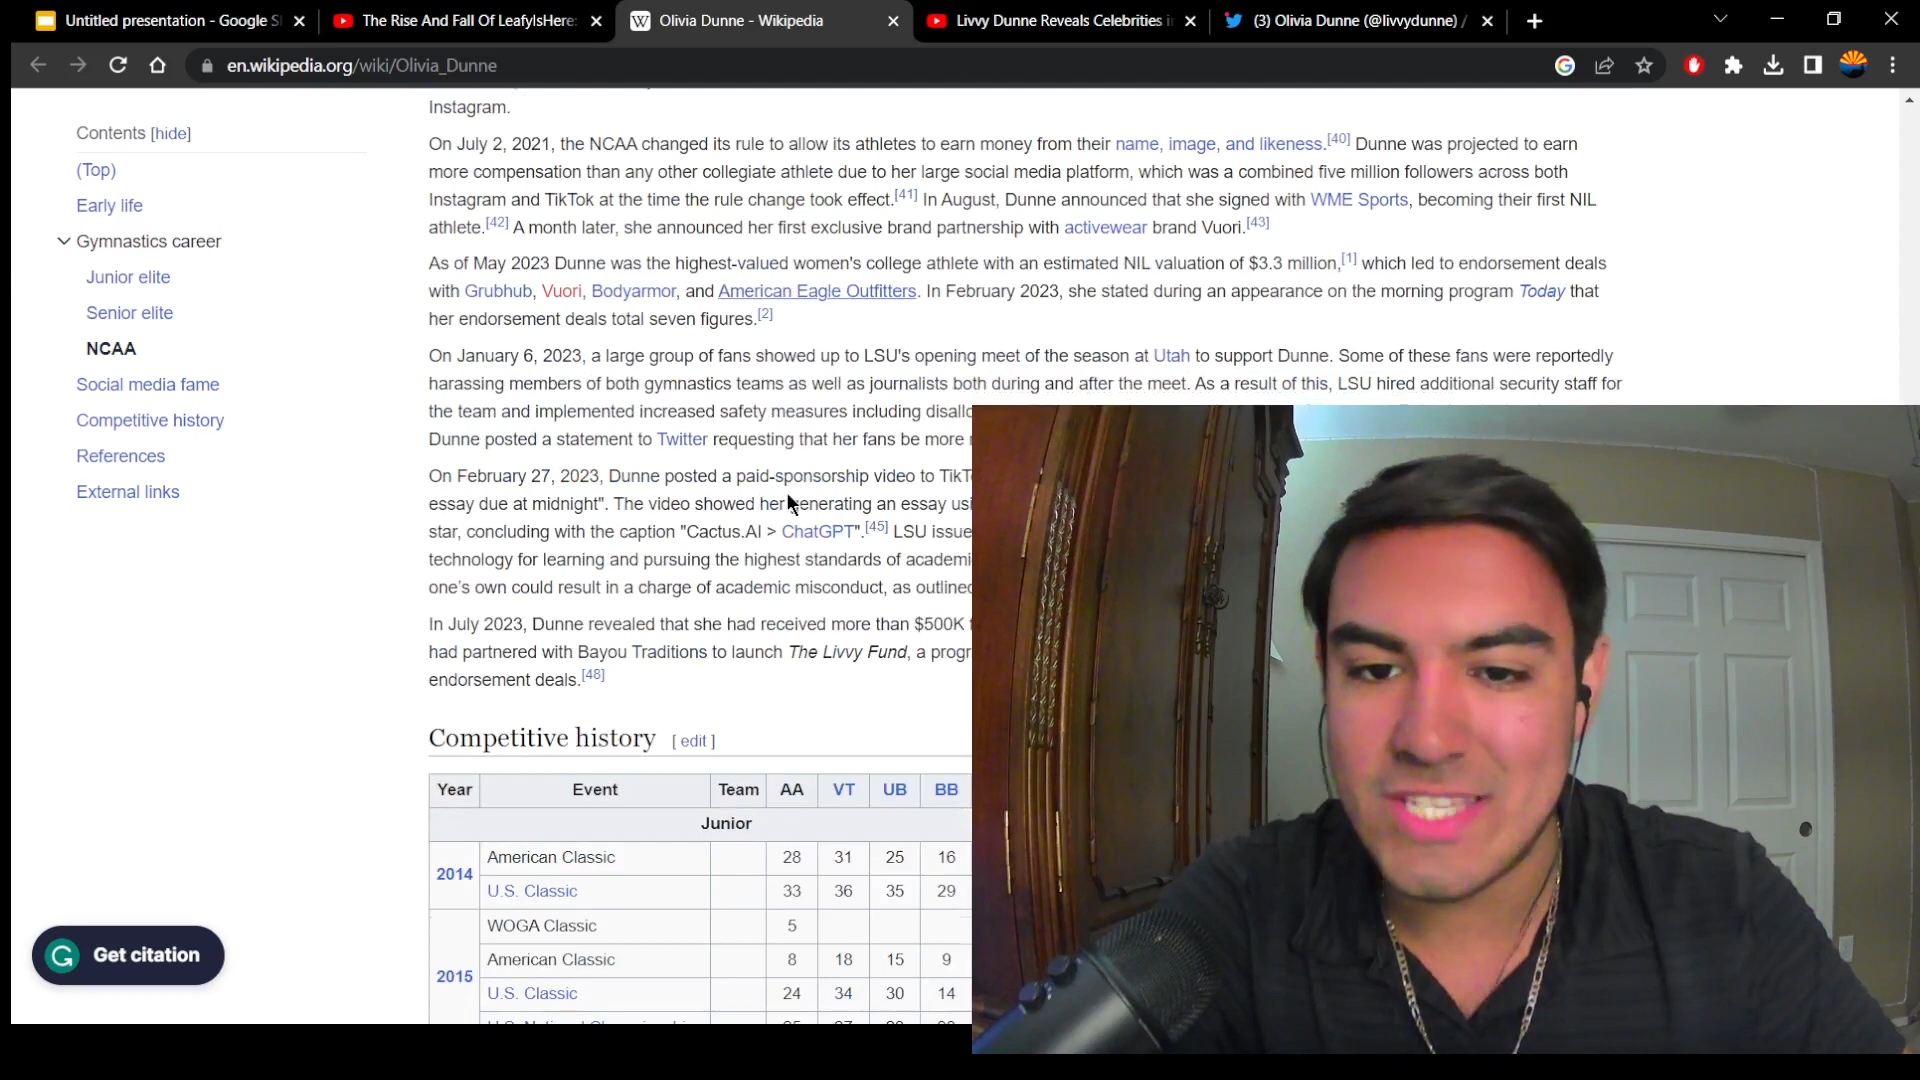 Untitled presentation - Google Sl
The Rise And Fall Of LeafyIsHere:
Olivia Dunne - Wikipedia
Livvy Dunne Reveals Celebrities i
(3) Olivia Dunne (@livvydunne) /
en.wikipedia.org/wiki/Olivia_Dunne
Contents [hide]
(Top)
Early life
Gymnastics career
Junior elite
Senior elite
NCAA
Social media fame
Competitive history
References
External links
Instagram.
On July 2, 2021, the NCAA changed its rule to allow its athletes to earn money from their name, image, and likeness.[40] Dunne was projected to earn
more compensation than any other collegiate athlete due to her large social media platform, which was a combined five million followers across both
Instagram and TikTok at the time the rule change took effect.[41] In August, Dunne announced that she signed with WME Sports, becoming their first NIL
athlete.[42] A month later, she announced her first exclusive brand partnership with activewear brand Vuori.[43]
As of May 2023 Dunne was the highest-valued women's college athlete with an estimated NIL valuation of $3.3 million,[1] which led to endorsement deals
with Grubhub, Vuori, Bodyarmor, and American Eagle Outfitters. In February 2023, she stated during an appearance on the morning program Today that
her endorsement deals total seven figures.[2]
On January 6, 2023, a large group of fans showed up to LSU's opening meet of the season at Utah to support Dunne. Some of these fans were reportedly
harassing members of both gymnastics teams as well as journalists both during and after the meet. As a result of this, LSU hired additional security staff for
the team and implemented increased safety measures including disallo
Dunne posted a statement to Twitter requesting that her fans be more
On February 27, 2023, Dunne posted a paid-sponsorship video to TikT
essay due at midnight". The video showed her generating an essay usi
star, concluding with the caption "Cactus.AI > ChatGPT".[45] LSU issue
technology for learning and pursuing the highest standards of academi
one's own could result in a charge of academic misconduct, as outlined
In July 2023, Dunne revealed that she had received more than $500K
had partnered with Bayou Traditions to launch The Livvy Fund, a progr
endorsement deals.[48]
Competitive history [ edit ]
Year Event Team AA VT UB BB
Junior
2014
American Classic 28 31 25 16
U.S. Classic 33 36 35 29
2015
WOGA Classic 5
American Classic 8 18 15 9
U.S. Classic 24 34 30 14
Get citation